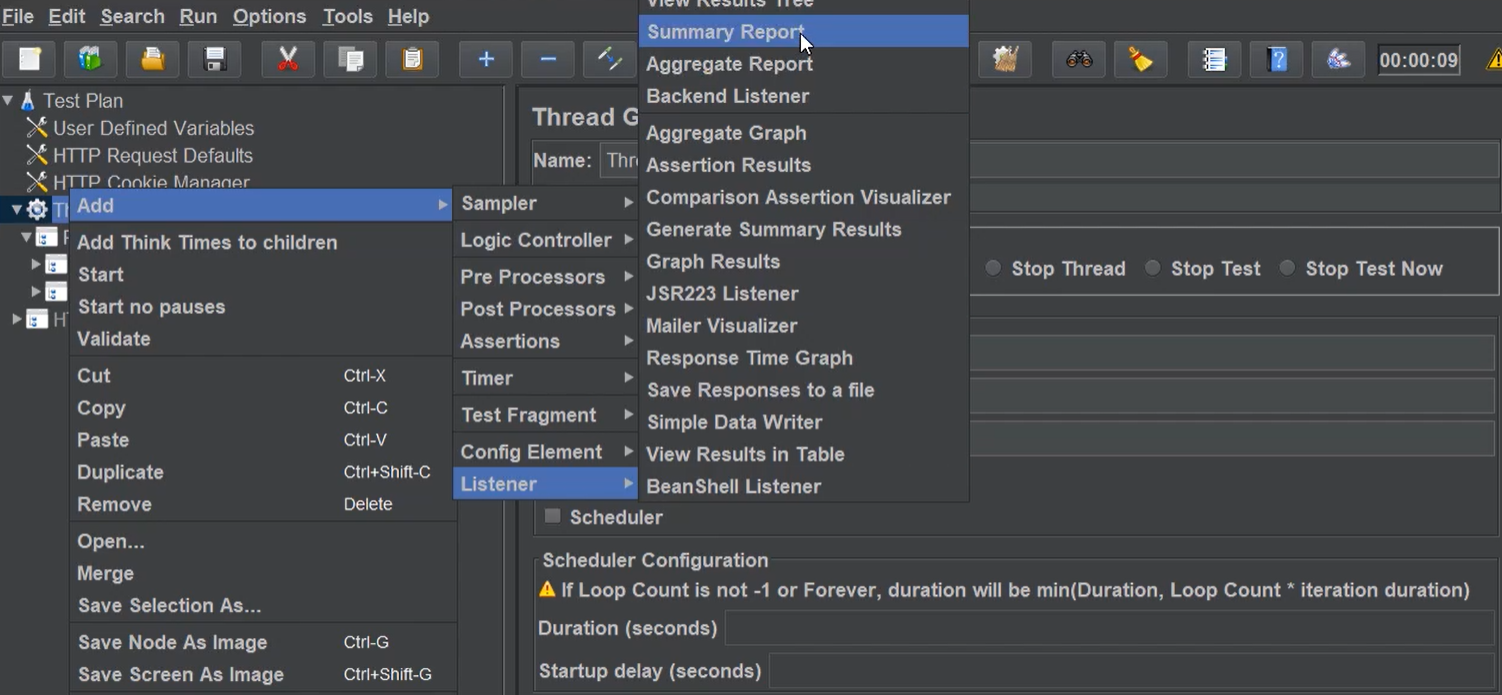 File Edit Search Run Options Tools Help
View Results Tree
Summary Report
Aggregate Report
Backend Listener
Aggregate Graph
Assertion Results
Comparison Assertion Visualizer
Generate Summary Results
Graph Results
JSR223 Listener
Mailer Visualizer
Response Time Graph
Save Responses to a file
Simple Data Writer
View Results in Table
BeanShell Listener
00:00:09
Test Plan
User Defined Variables
HTTP Request Defaults
HTTP Cookie Manager
Add
Add Think Times to children
Start
Start no pauses
Validate
Cut Ctrl-X
Copy Ctrl-C
Paste Ctrl-V
Duplicate Ctrl+Shift-C
Remove Delete
Open...
Merge
Save Selection As...
Save Node As Image Ctrl-G
Save Screen As Image Ctrl+Shift-G
Sampler
Logic Controller
Pre Processors
Post Processors
Assertions
Timer
Test Fragment
Config Element
Listener
Thread G
Name: Thr
Stop Thread Stop Test Stop Test Now
Scheduler
Scheduler Configuration
If Loop Count is not -1 or Forever, duration will be min(Duration, Loop Count * iteration duration)
Duration (seconds)
Startup delay (seconds)